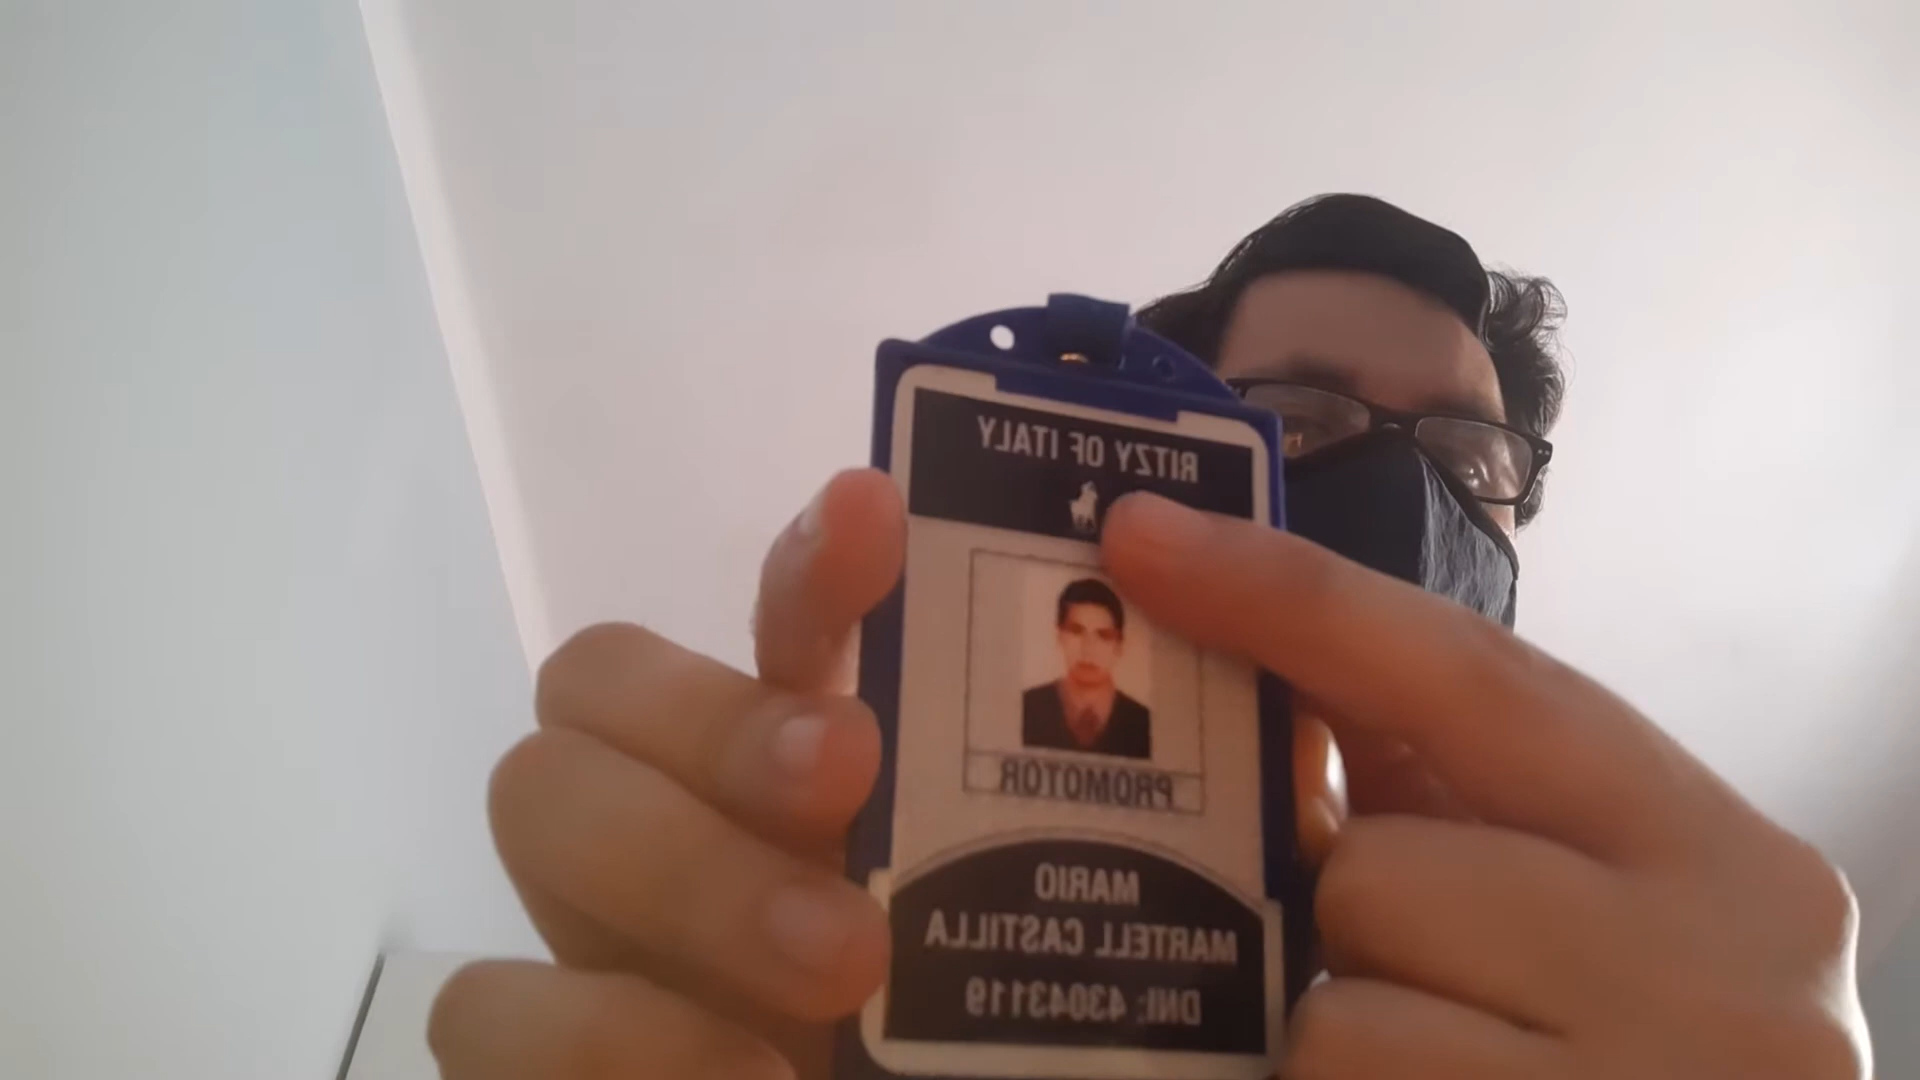 RITZY OF ITALY
PROMOTOR
MARIO
MARTELL CASTILLA
DNI: 43043119